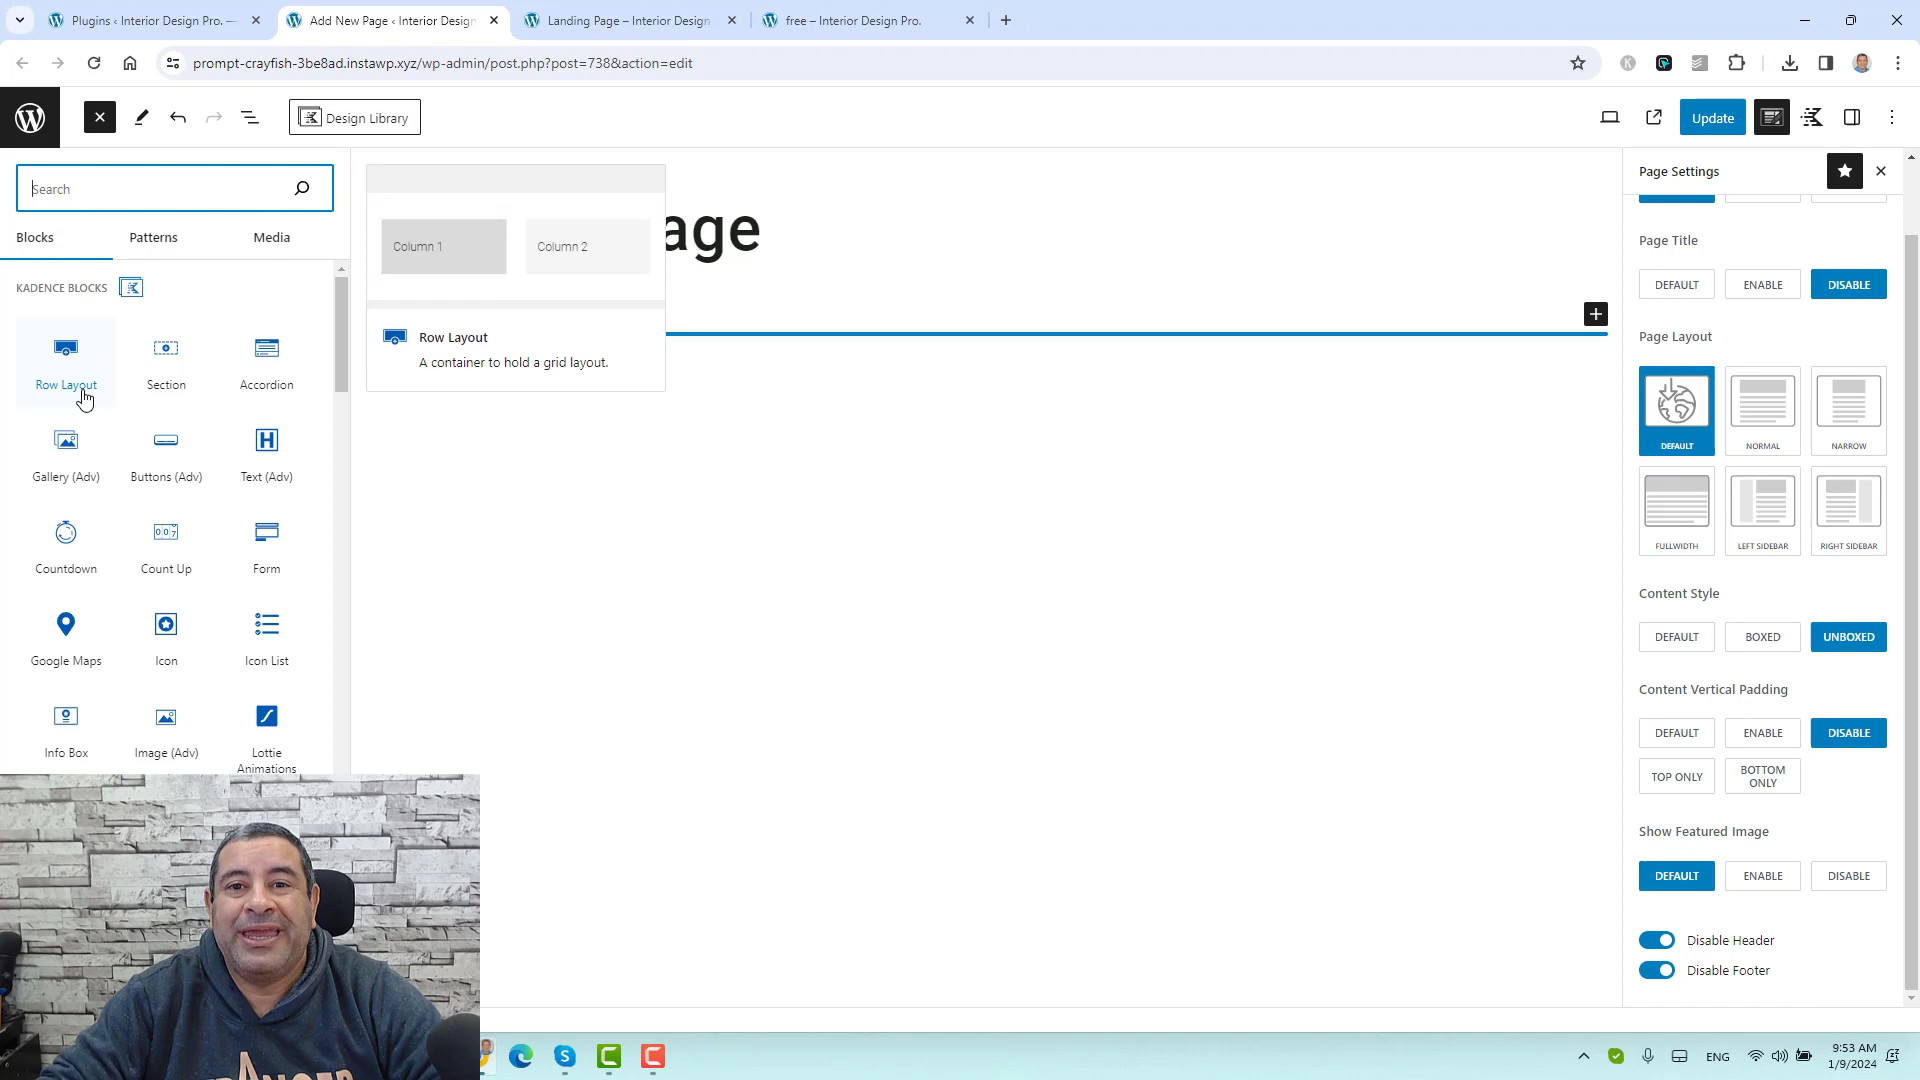 Plugins ‹ Interior Design Pro. —
Add New Page ‹ Interior Design
Landing Page – Interior Design
free – Interior Design Pro.
prompt-crayfish-3be8ad.instawp.xyz/wp-admin/post.php?post=738&action=edit
Design Library
Update
Search
Blocks
Patterns
Media
KADENCE BLOCKS
Row Layout
Section
Accordion
Gallery (Adv)
Buttons (Adv)
Text (Adv)
Countdown
Count Up
Form
Google Maps
Icon
Icon List
Info Box
Image (Adv)
Lottie
Animations
Column 1
Column 2
Row Layout
A container to hold a grid layout.
age
Page Settings
Page Title
DEFAULT
ENABLE
DISABLE
Page Layout
DEFAULT
NORMAL
NARROW
FULLWIDTH
LEFT SIDEBAR
RIGHT SIDEBAR
Content Style
DEFAULT
BOXED
UNBOXED
Content Vertical Padding
DEFAULT
ENABLE
DISABLE
TOP ONLY
BOTTOM
ONLY
Show Featured Image
DEFAULT
ENABLE
DISABLE
Disable Header
Disable Footer
ENG
9:53 AM
1/9/2024